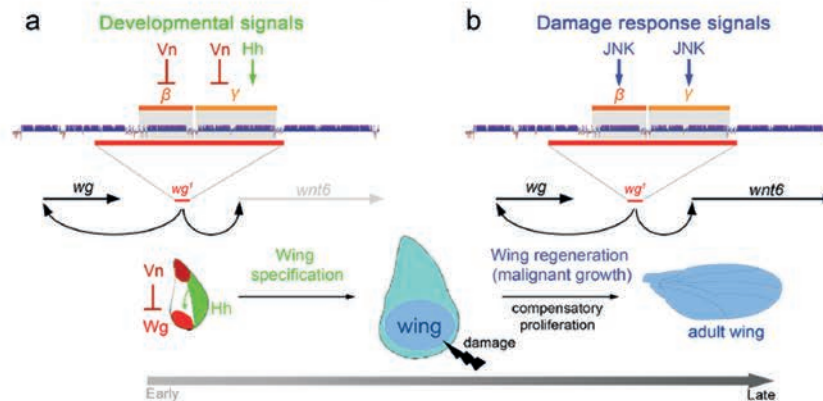 a
Developmental signals
Vn Vn Hh
β γ
wg
wg¹
wnt6
Vn
Wg
Hh
Wing
specification
b
Damage response signals
JNK JNK
β γ
wg
wg¹
wnt6
wing
damage
Wing regeneration
(malignant growth)
compensatory
proliferation
adult wing
Early
Late